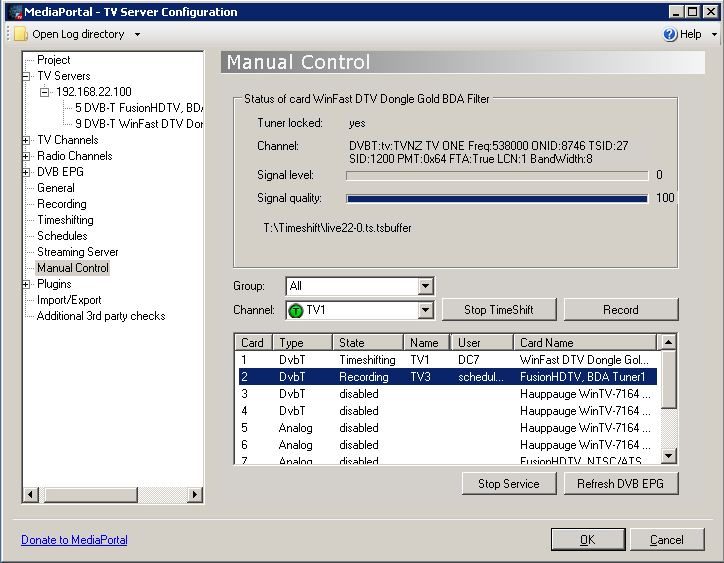 MediaPortal - TV Server Configuration
Open Log directory
Help
Project
TV Servers
192.168.22.100
5 DVB-T FusionHDTV, BDA
9 DVB-T WinFast DTV Don
TV Channels
Radio Channels
DVB EPG
General
Recording
Timeshifting
Schedules
Streaming Server
Manual Control
Plugins
Import/Export
Additional 3rd party checks
Manual Control
Status of card WinFast DTV Dongle Gold BDA Filter
Tuner locked: yes
Channel: DVBT:tv:TVNZ TV ONE Freq:538000 ONID:8746 TSID:27
SID:1200 PMT:0x64 FTA:True LCN:1 BandWidth:8
Signal level: 0
Signal quality: 100
T:\Timeshift\live22-0.ts.tsbuffer
Group: All
Channel: T TV1 Stop TimeShift Record
Card Type State Name User Card Name
1 DvbT Timeshifting TV1 DC7 WinFast DTV Dongle Gol...
2 DvbT Recording TV3 schedul... FusionHDTV, BDA Tuner1
3 DvbT disabled Hauppauge WinTV-7164 ...
4 DvbT disabled Hauppauge WinTV-7164 ...
5 Analog disabled Hauppauge WinTV-7164 ...
6 Analog disabled Hauppauge WinTV-7164 ...
7 Analog disabled FusionHDTV, NTSC/ATS
Stop Service Refresh DVB EPG
Donate to MediaPortal
OK Cancel